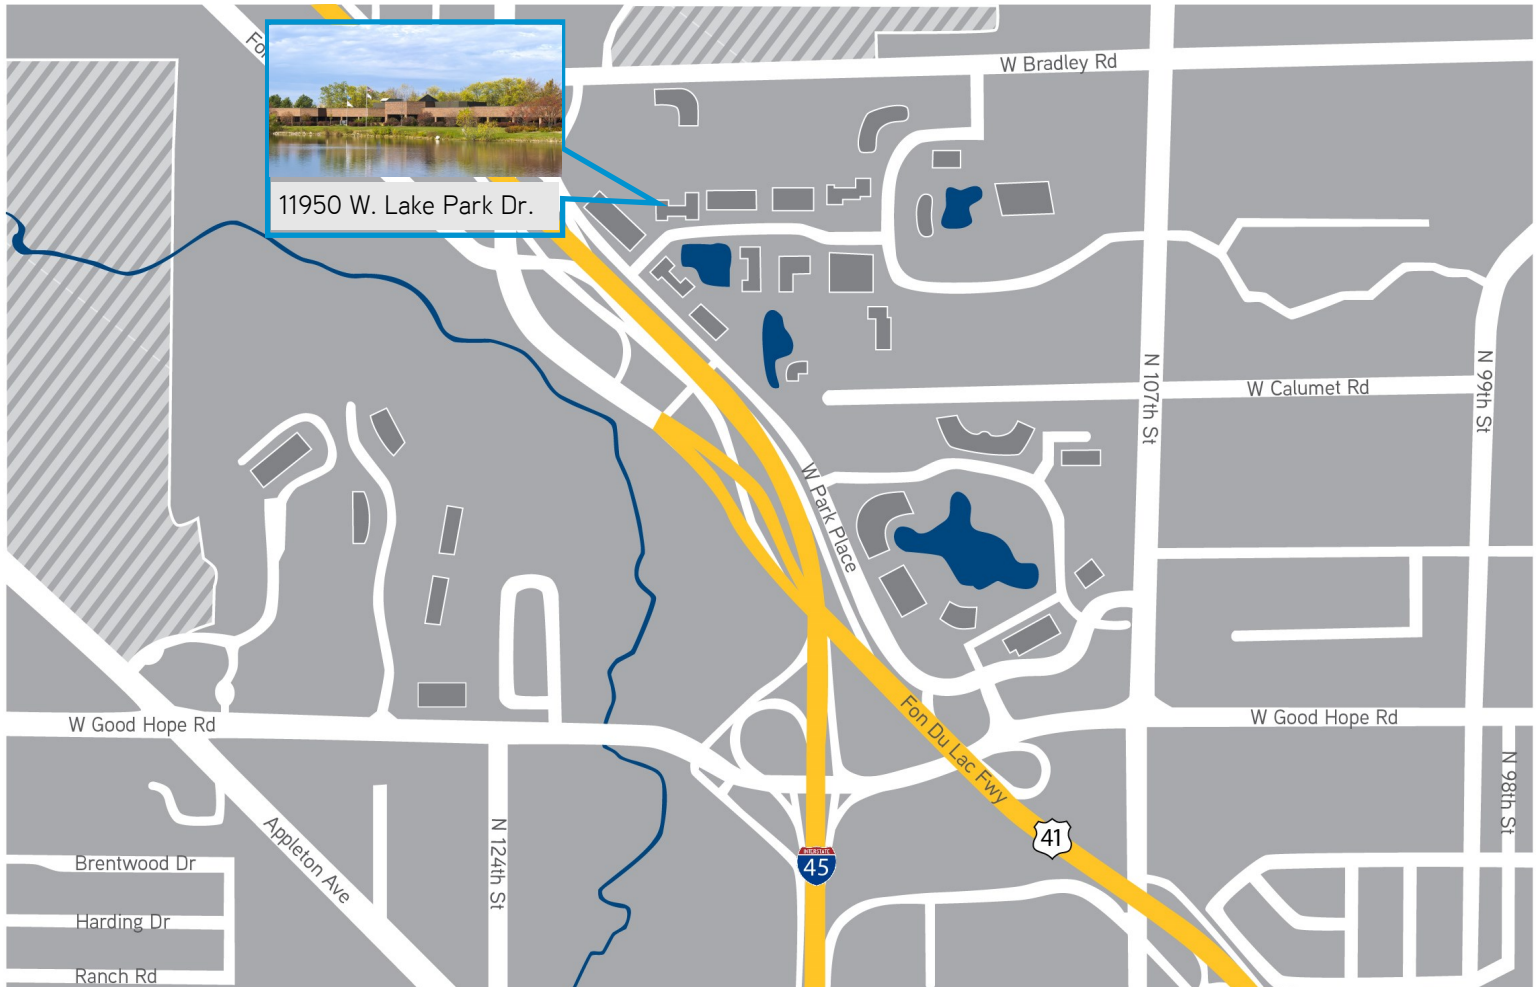 Fon
W Bradley Rd
11950 W. Lake Park Dr.
N 107th St
W Calumet Rd
N 99th St
W Park Place
W Good Hope Rd
Fon Du Lac Fwy
W Good Hope Rd
N 98th St
41
INTERSTATE
45
Appleton Ave
N 124th St
Brentwood Dr
Harding Dr
Ranch Rd